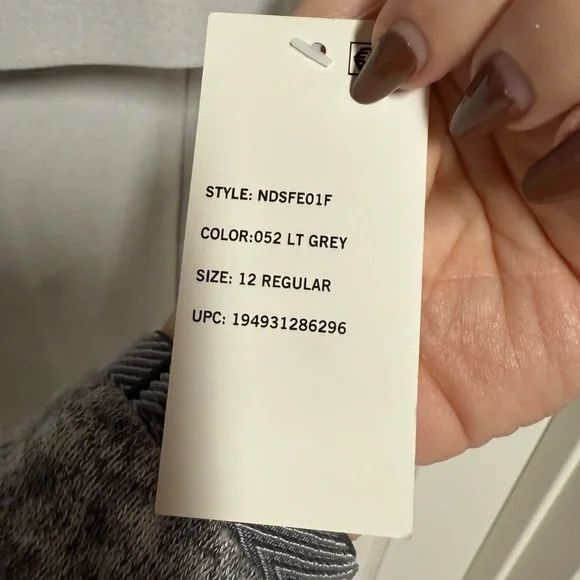 STYLE: NDSFE01F
COLOR:052 LT GREY
SIZE: 12 REGULAR
UPC: 194931286296